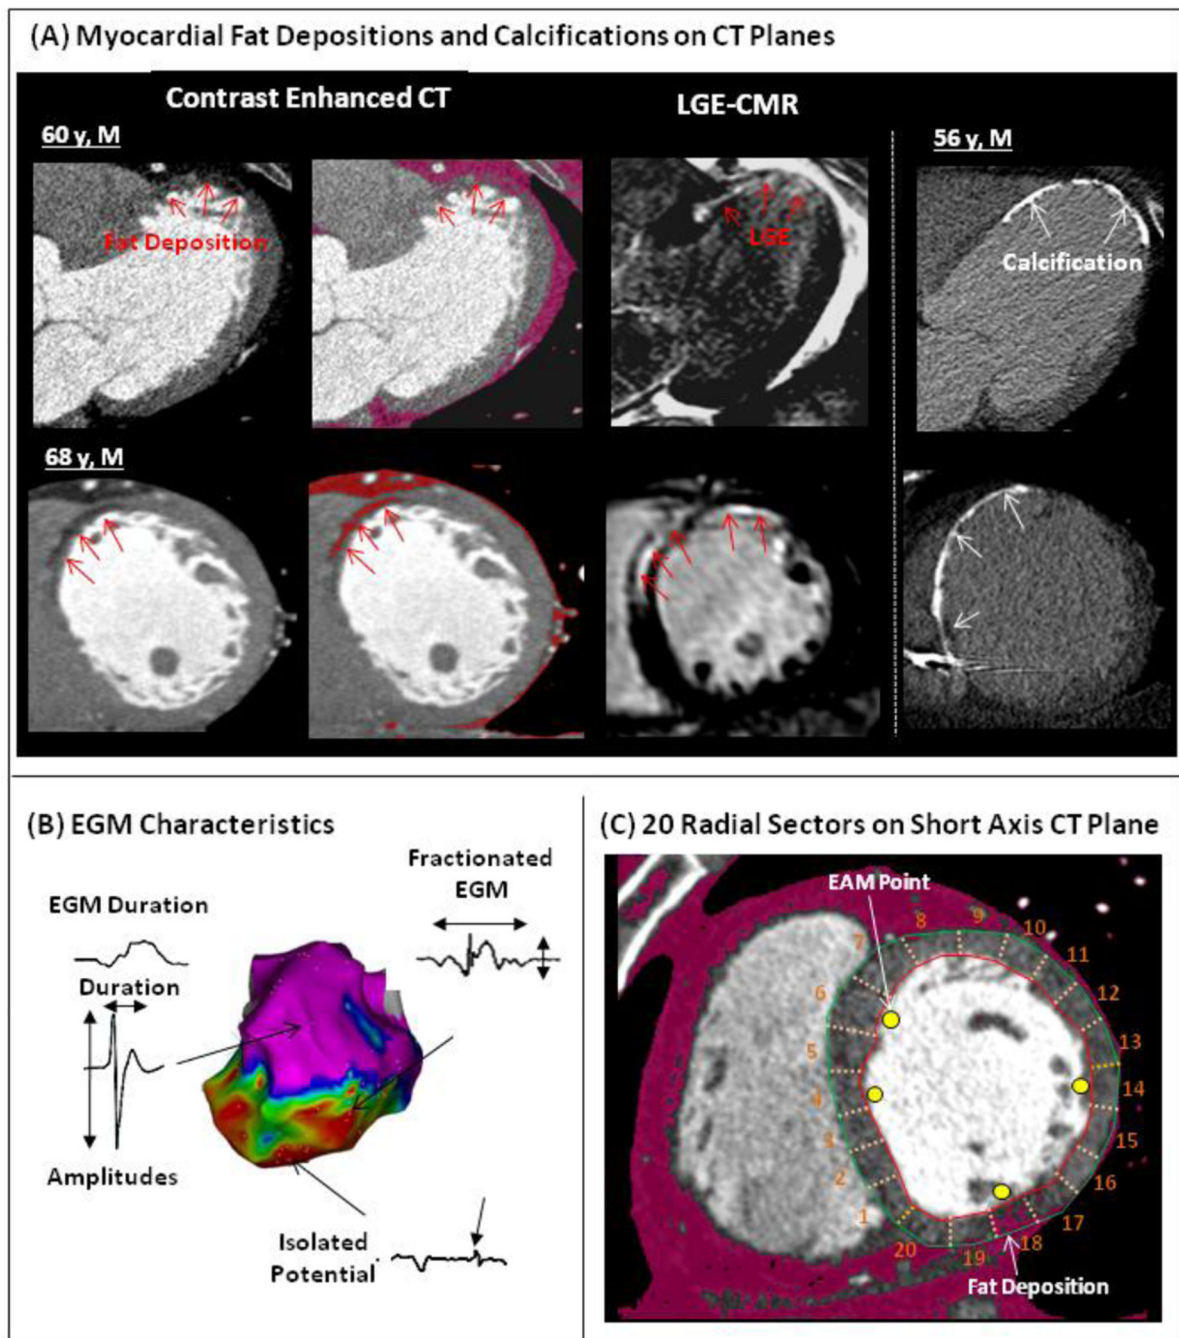 (A) Myocardial Fat Depositions and Calcifications on CT Planes
Contrast Enhanced CT
LGE-CMR
60 y, M
56 y, M
Fat Deposition
LGE
Calcification
68 y, M
(B) EGM Characteristics
Fractionated
EGM
EGM Duration
Duration
Amplitudes
Isolated
Potential
(C) 20 Radial Sectors on Short Axis CT Plane
EAM Point
1
2
3
4
5
6
7
8
9
10
11
12
13
14
15
16
17
18
19
20
Fat Deposition